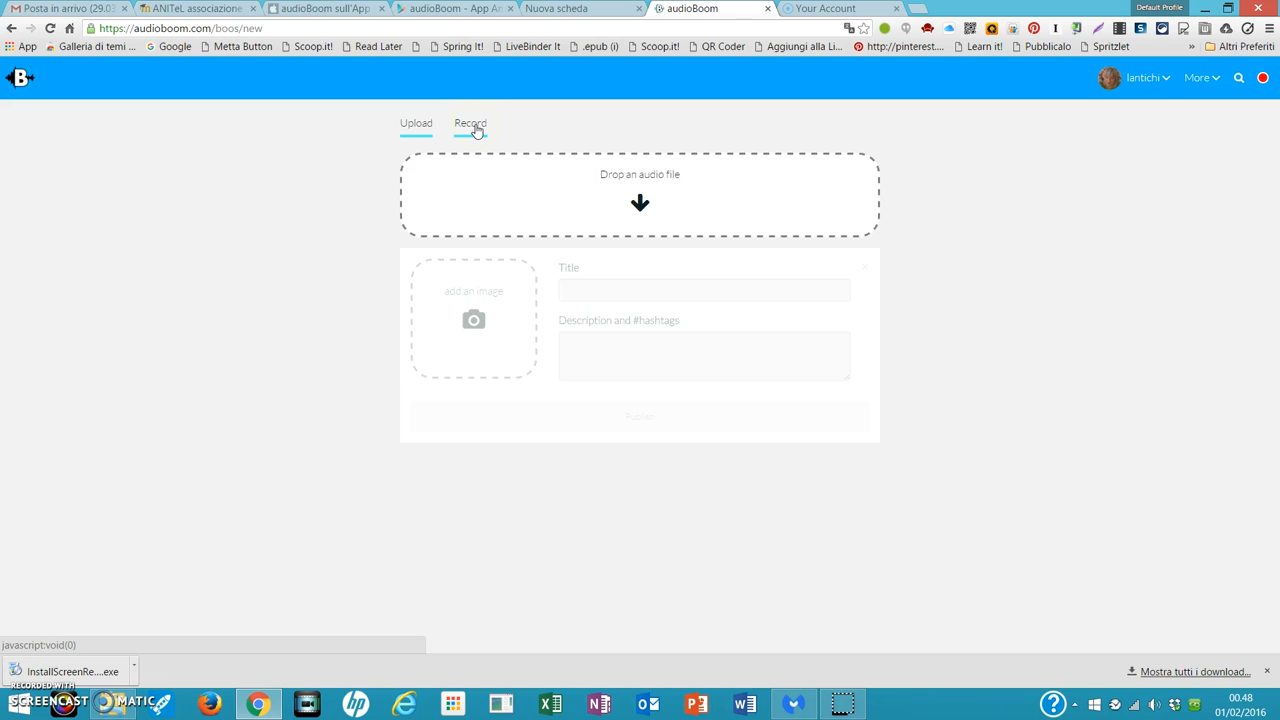 Posta in arrivo (29.03
ANITeL associazione
audioBoom sull'App
audioBoom - App An
Nuova scheda
audioBoom
Your Account
Default Profile
https://audioboom.com/boos/new
App
Galleria di temi ...
Google
Metta Button
Scoop.it!
Read Later
Spring It!
LiveBinder It
.epub (i)
Scoop.it!
QR Coder
Aggiungi alla Li...
http://pinterest.
Learn it!
Pubblicalo
Spritzlet
»
Altri Preferiti
B
lantichi
More
Upload
Record
Drop an audio file
add an image
Title
Description and #hashtags
Publish
javascript:void(0)
InstallScreenRe....exe
Mostra tutti i download...
RECORDED WITH
SCREENCAST MATIC
00.48
01/02/2016